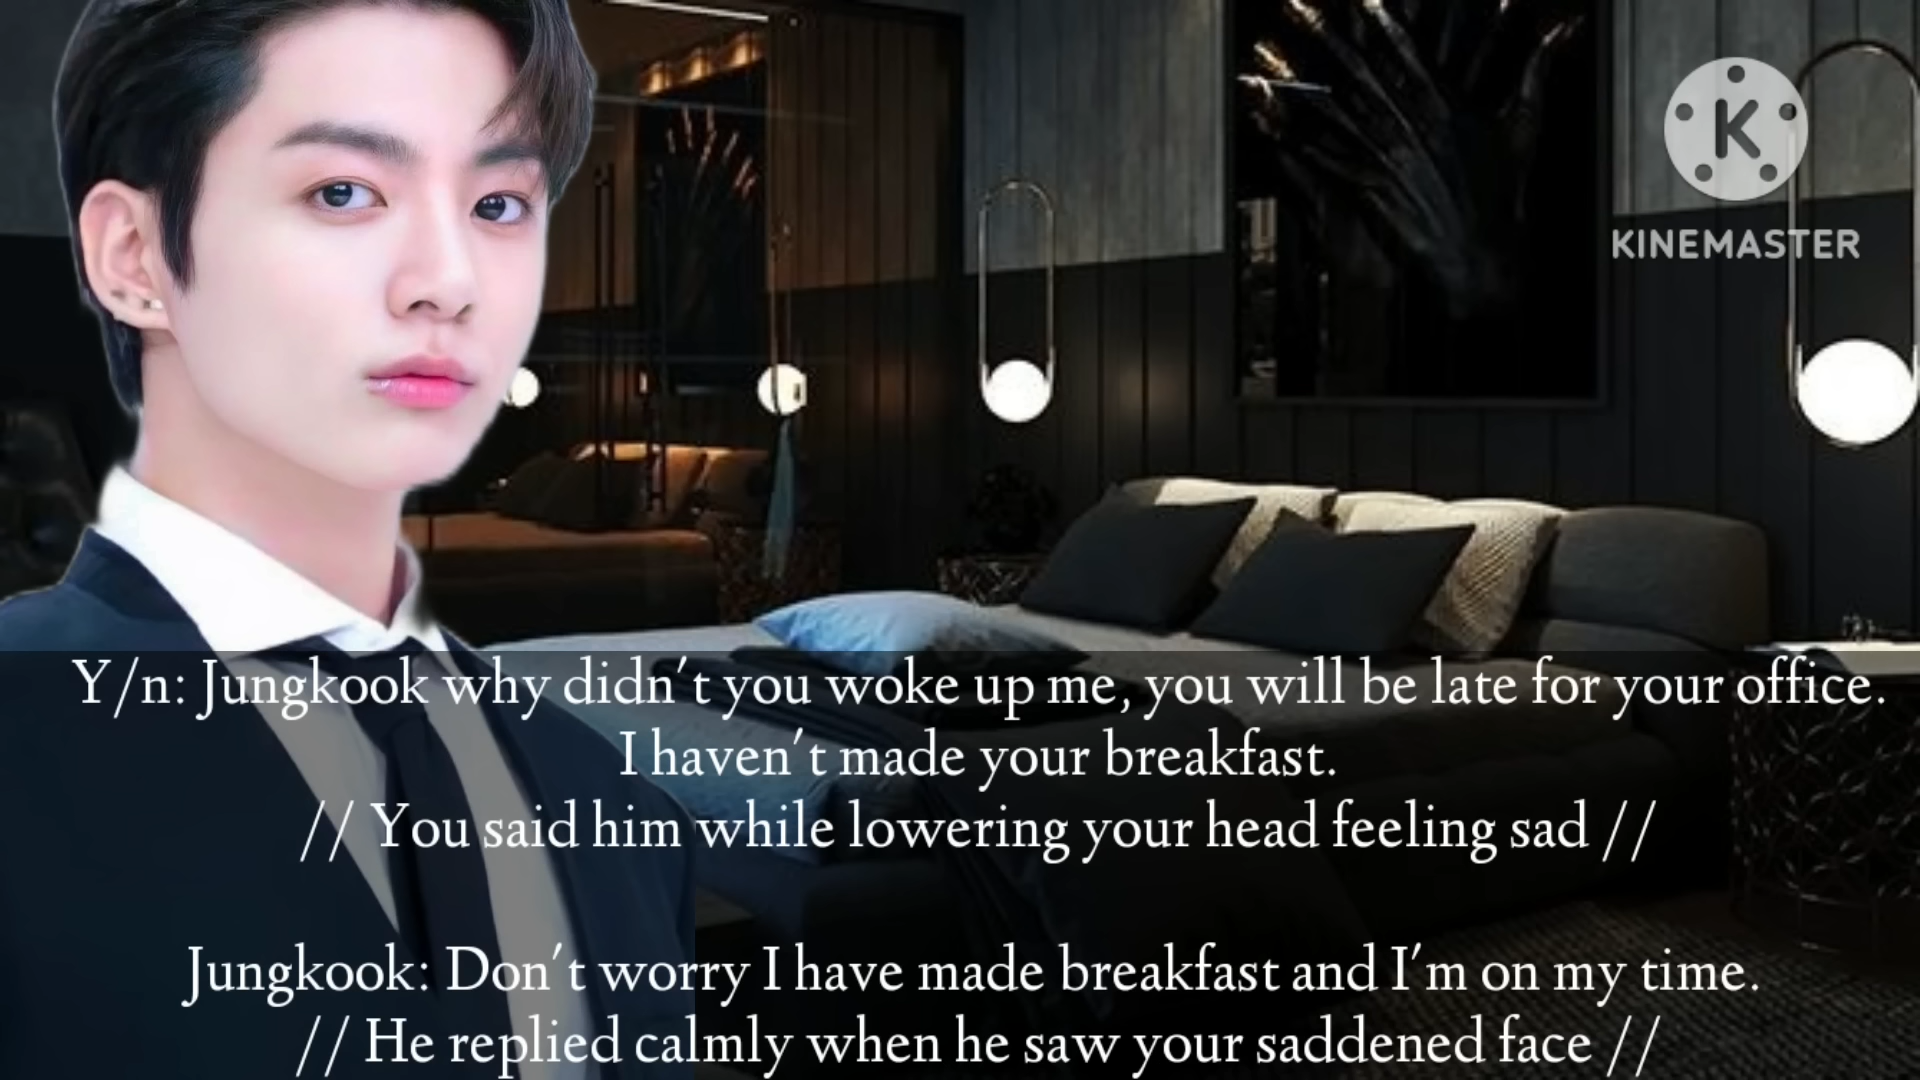 KINEMASTER
Y/n: Jungkook why didn't you woke up me, you will be late for your office.
I haven't made your breakfast.
// You said him while lowering your head feeling sad //
Jungkook: Don't worry I have made breakfast and I'm on my time.
// He replied calmly when he saw your saddened face //